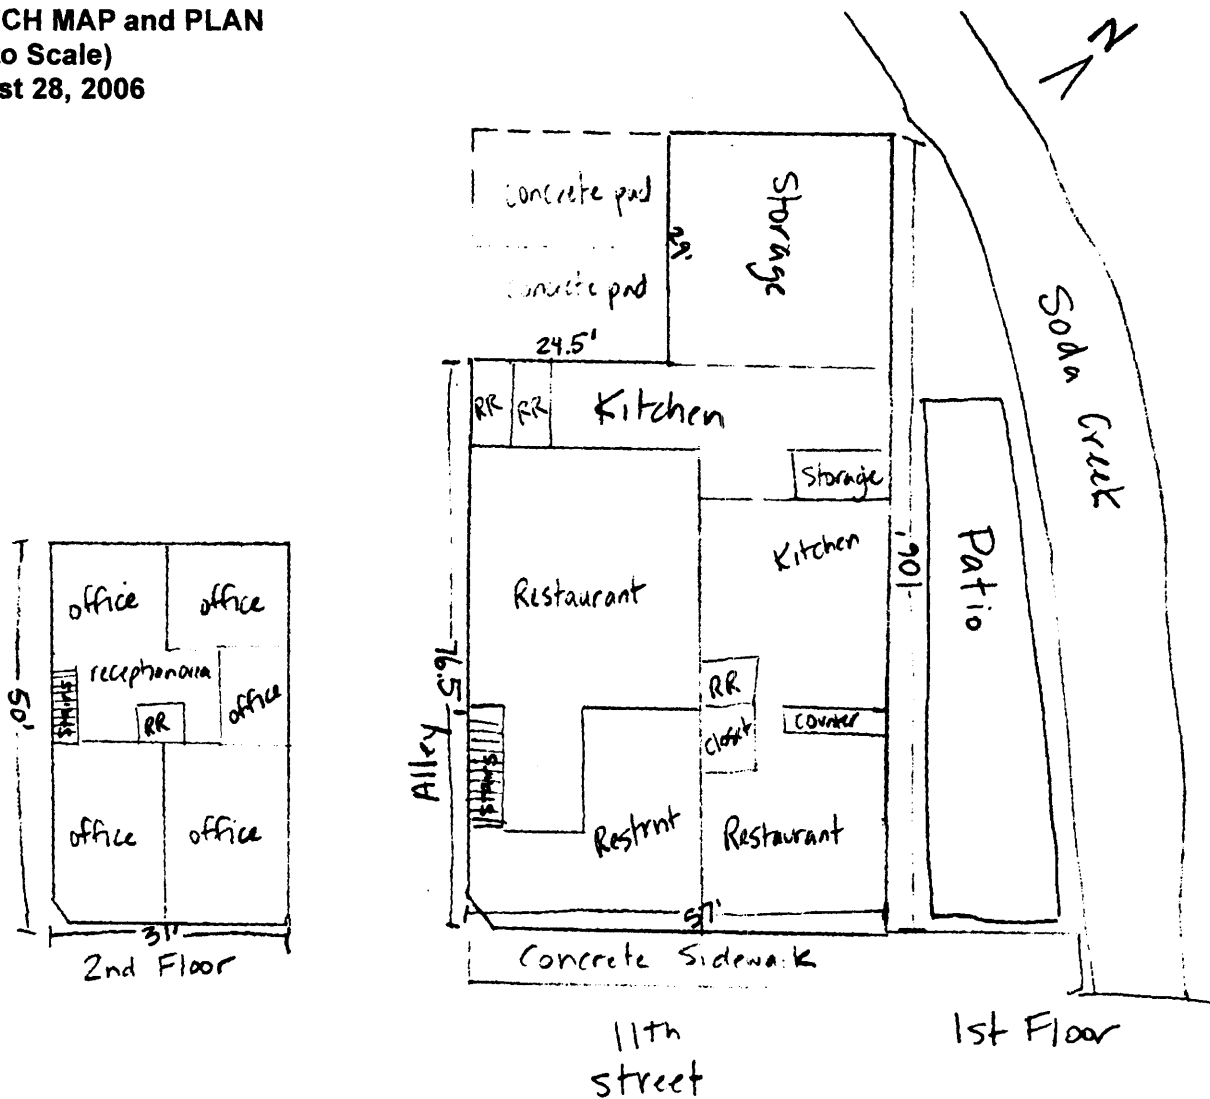 CH MAP and PLAN
o Scale)
st 28, 2006
N
concrete pad
concrete pad
Storage
29'
24.5'
RR
RR
Kitchen
Storage
Kitchen
Restaurant
106'
Patio
Soda Creek
76.5'
Alley
stairs
RR
closet
counter
Restrnt
Restaurant
57'
Concrete Sidewalk
11th
street
1st Floor
office
office
reception area
stairs
RR
office
50'
office
office
31'
2nd Floor